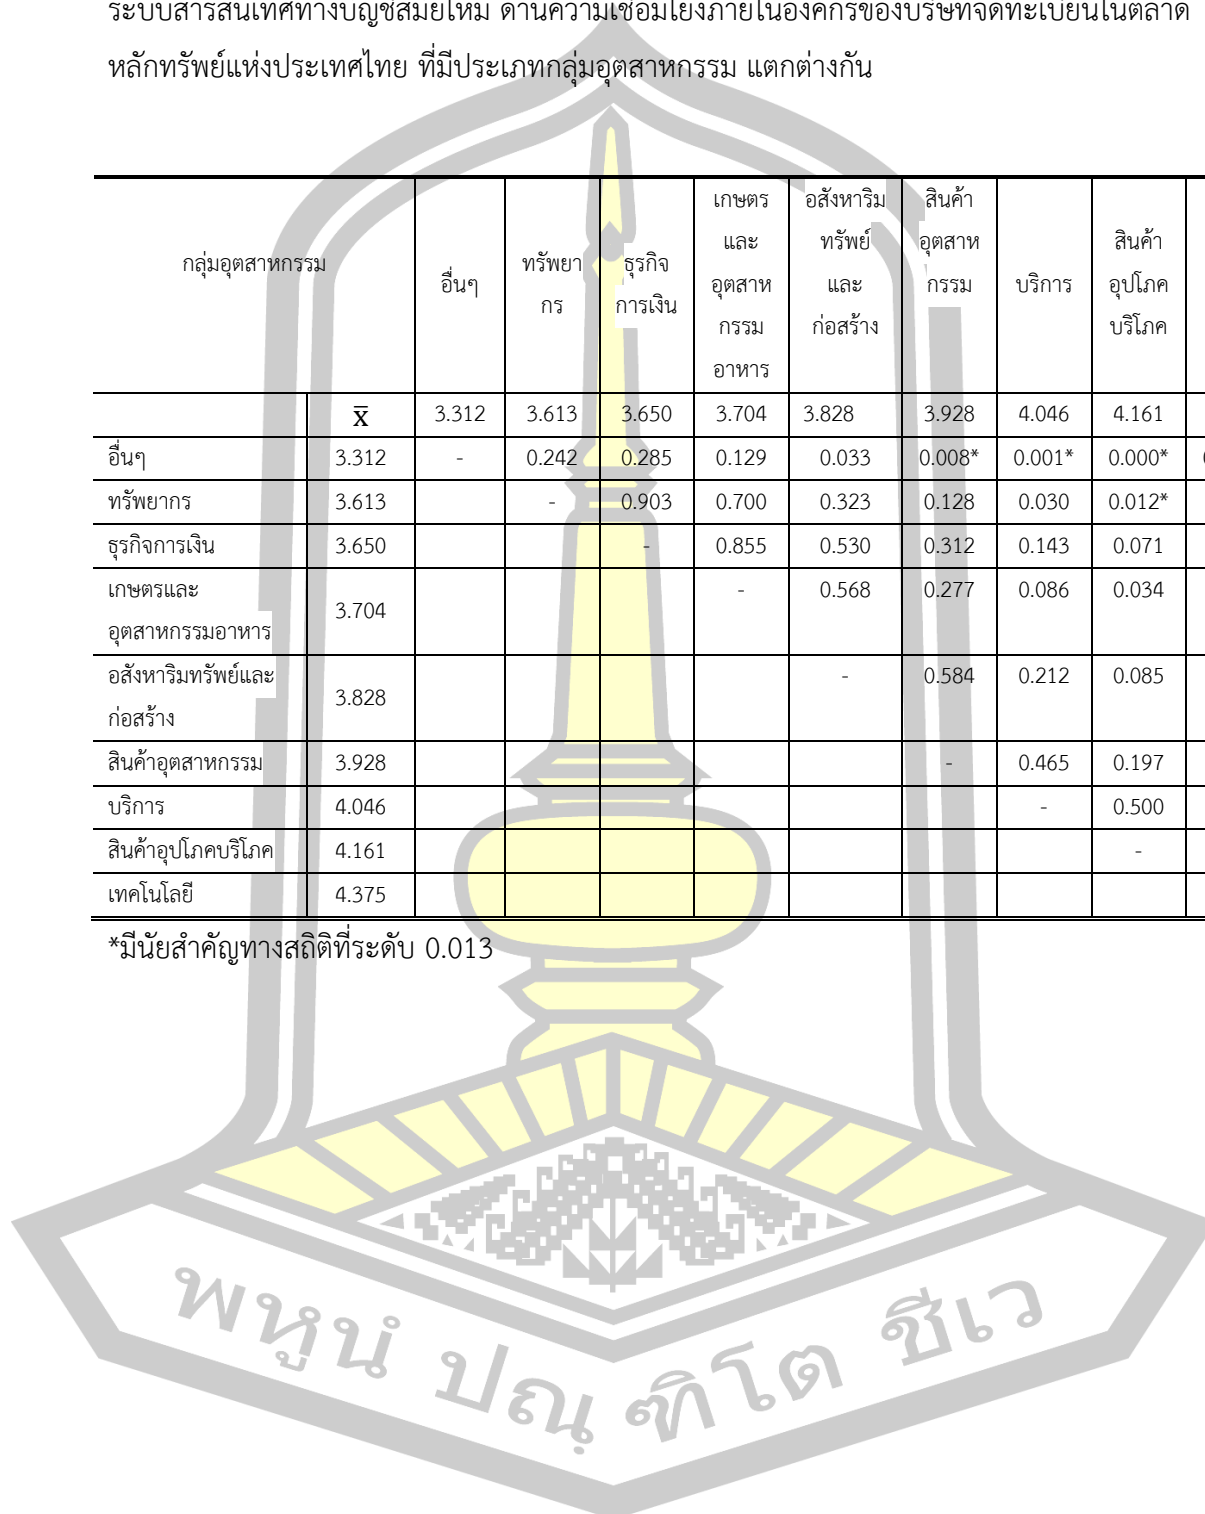 ระบบสารสนเทศทางบัญชีสมัยใหม่ ด้านความเชื่อมโยงภายในองค์กรของบริษัทจดทะเบียนในตลาด
หลักทรัพย์แห่งประเทศไทย ที่มีประเภทกลุ่มอุตสาหกรรม แตกต่างกัน
กลุ่มอุตสาหกรรม อื่นๆ ทรัพยา ธุรกิจ เกษตร อสังหาริม สินค้า บริการ สินค้า
กร การเงิน และ ทรัพย์ อุตสาห อุปโภค
อุตสาห และ กรรม บริโภค
กรรม ก่อสร้าง
อาหาร
x̄ 3.312 3.613 3.650 3.704 3.828 3.928 4.046 4.161
อื่นๆ 3.312 - 0.242 0.285 0.129 0.033 0.008* 0.001* 0.000*
ทรัพยากร 3.613 - 0.903 0.700 0.323 0.128 0.030 0.012*
ธุรกิจการเงิน 3.650 - 0.855 0.530 0.312 0.143 0.071
เกษตรและ 3.704 - 0.568 0.277 0.086 0.034
อุตสาหกรรมอาหาร
อสังหาริมทรัพย์และ 3.828 - 0.584 0.212 0.085
ก่อสร้าง
สินค้าอุตสาหกรรม 3.928 - 0.465 0.197
บริการ 4.046 - 0.500
สินค้าอุปโภคบริโภค 4.161 -
เทคโนโลยี 4.375
*มีนัยสำคัญทางสถิติที่ระดับ 0.013
พหูนํ ปณฺฑิโต ชีเว